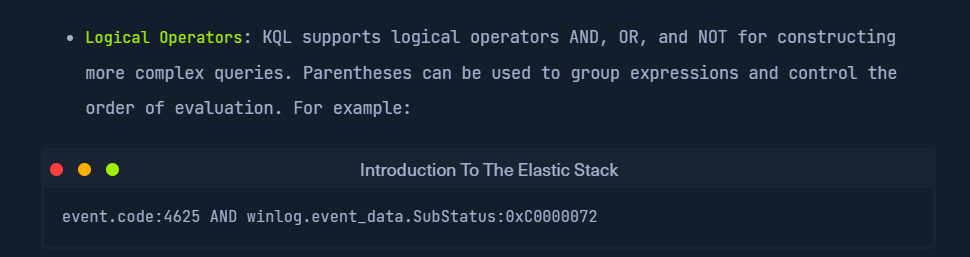 • Logical Operators: KQL supports logical operators AND, OR, and NOT for constructing
more complex queries. Parentheses can be used to group expressions and control the
order of evaluation. For example:
Introduction To The Elastic Stack
event.code:4625 AND winlog.event_data.SubStatus:0xC0000072